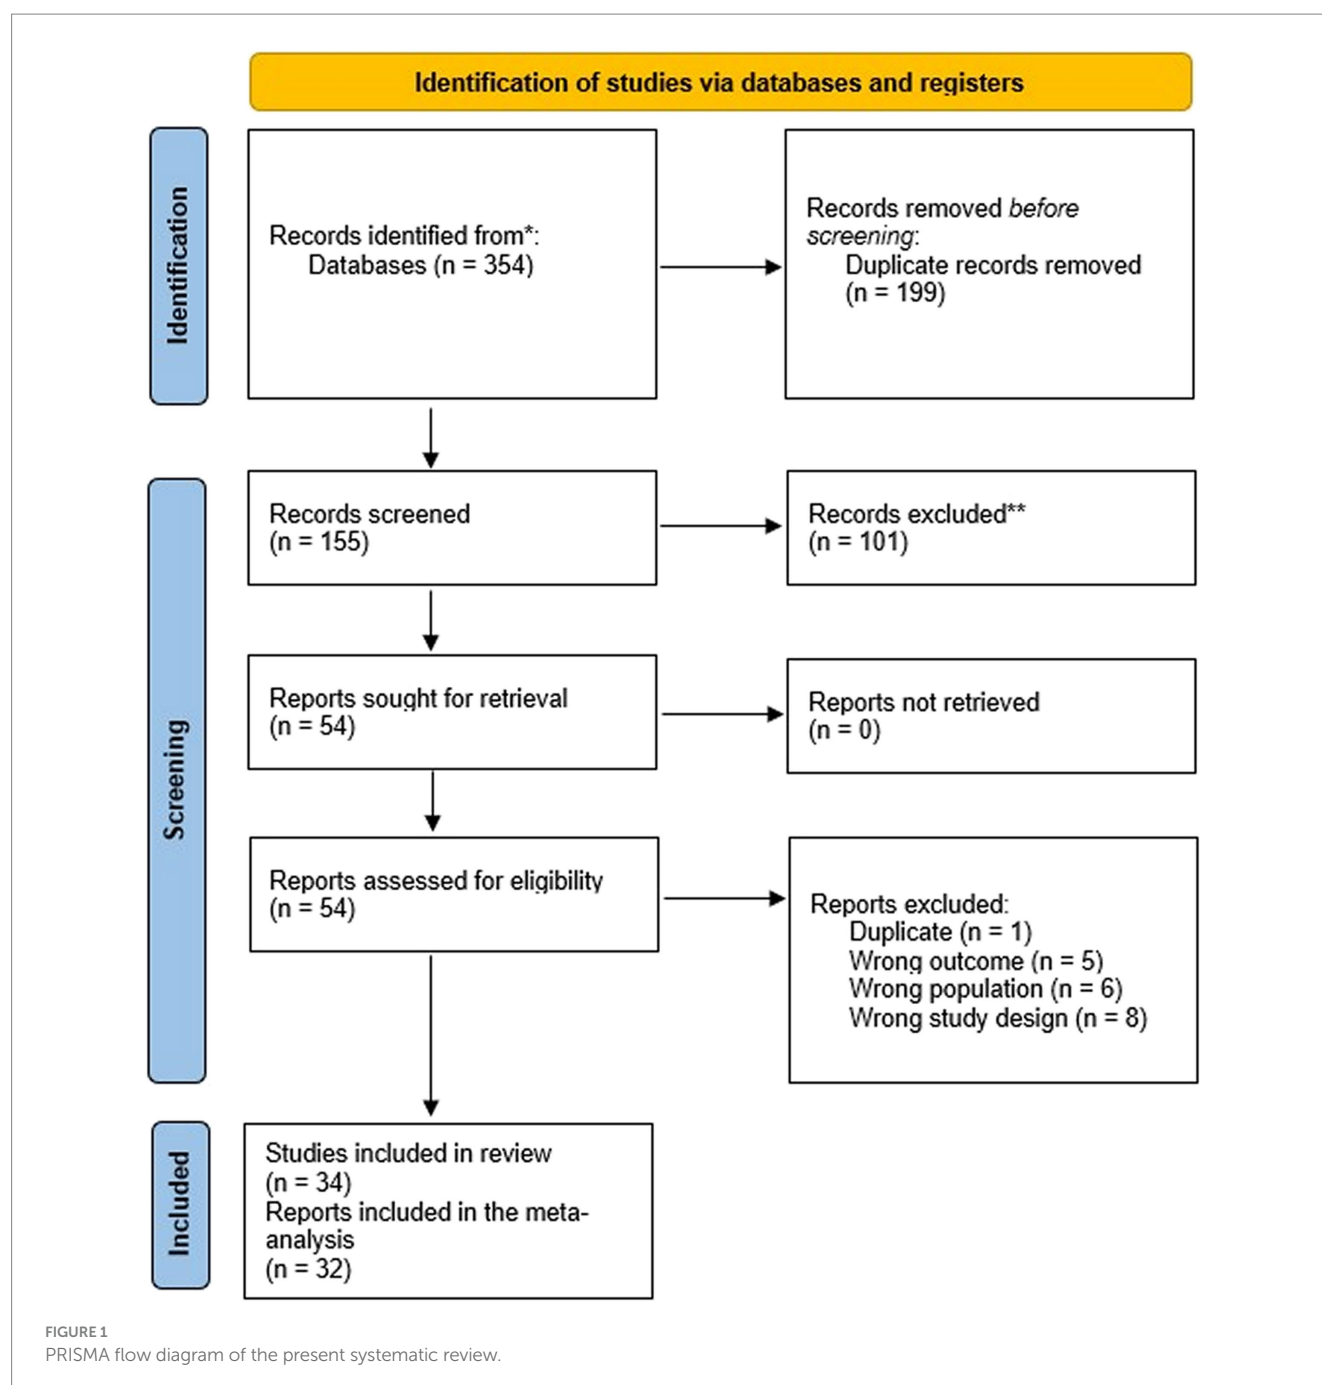 Identification of studies via databases and registers
Identification
Records identified from*:
Databases (n = 354)
Records removed before
screening:
Duplicate records removed
(n = 199)
Screening
Records screened
(n = 155)
Records excluded**
(n = 101)
Reports sought for retrieval
(n = 54)
Reports not retrieved
(n = 0)
Reports assessed for eligibility
(n = 54)
Reports excluded:
Duplicate (n = 1)
Wrong outcome (n = 5)
Wrong population (n = 6)
Wrong study design (n = 8)
Included
Studies included in review
(n = 34)
Reports included in the meta-
analysis
(n = 32)
FIGURE 1
PRISMA flow diagram of the present systematic review.